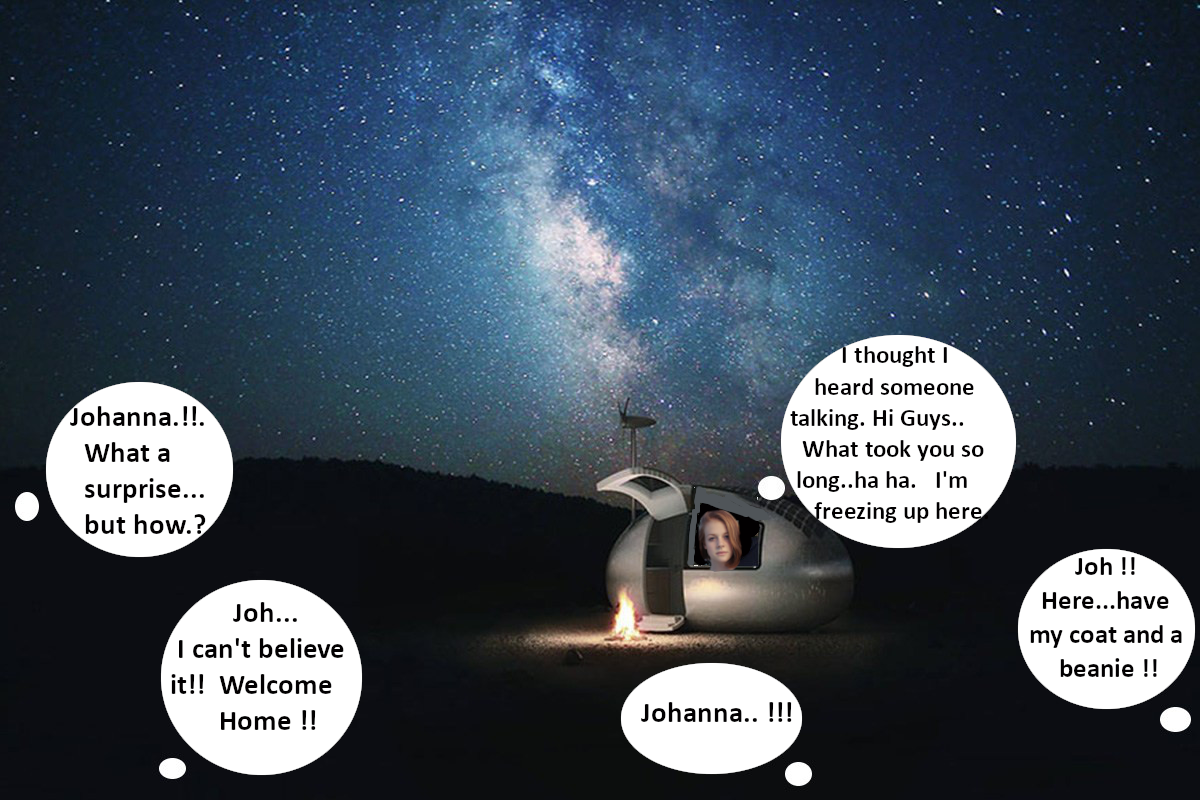 I thought I
heard someone
talking. Hi Guys..
What took you so
long..ha ha.   I'm
freezing up here.
Johanna.!!.
What a
surprise...
but how.?
Joh...
I can't believe
it!!  Welcome
Home !!
Johanna.. !!!
Joh !!
Here...have
my coat and a
beanie !!